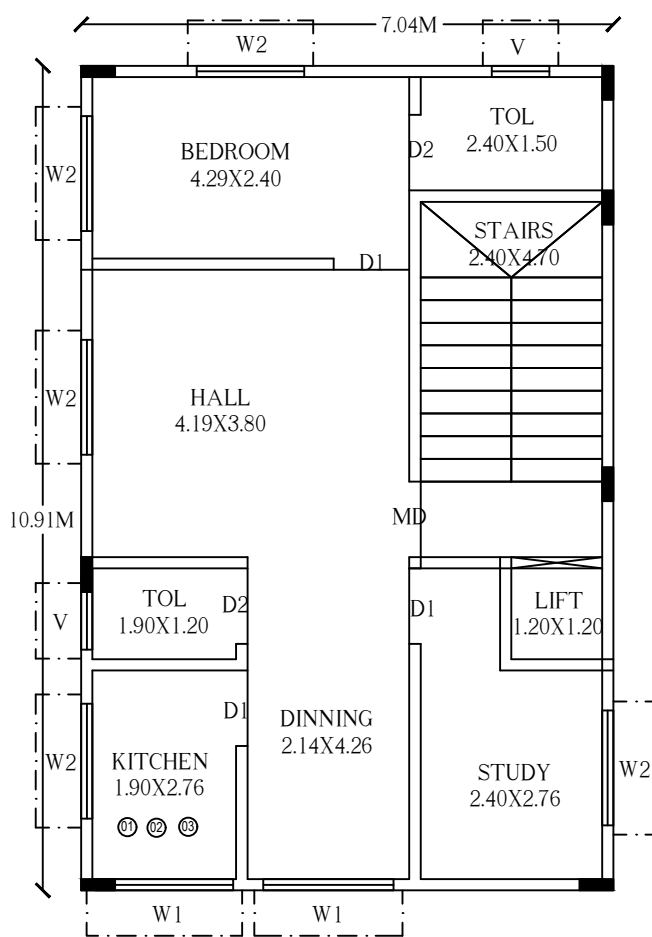 7.04M
W2
V
BEDROOM
4.29X2.40
TOL
2.40X1.50
D2
W2
STAIRS
2.40X4.70
D1
HALL
4.19X3.80
W2
10.91M
MD
TOL
1.90X1.20
D2
D1
LIFT
1.20X1.20
V
D1
DINNING
2.14X4.26
KITCHEN
1.90X2.76
W2
STUDY
2.40X2.76
W2
01 02 03
W1
W1